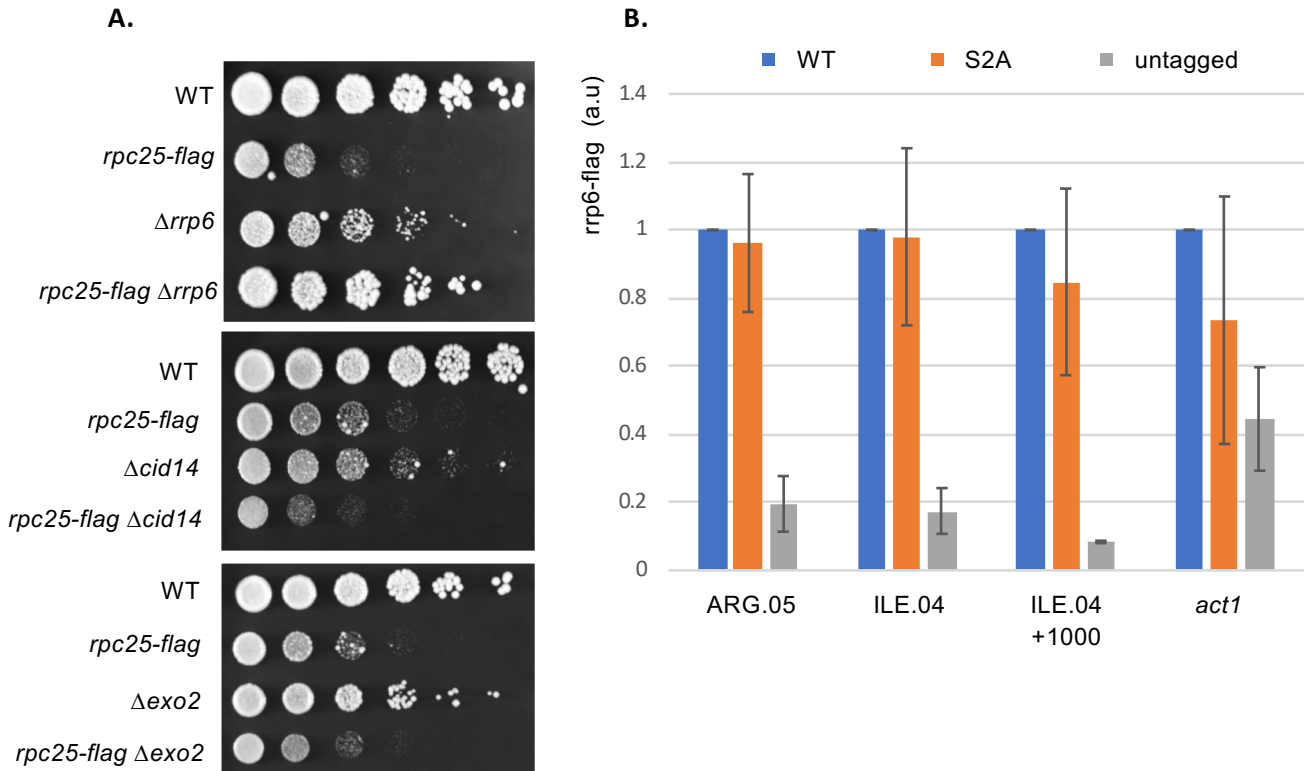 A.
WT
rpc25-flag
Δrrp6
rpc25-flag Δrrp6
WT
rpc25-flag
Δcid14
rpc25-flag Δcid14
WT
rpc25-flag
Δexo2
rpc25-flag Δexo2
B.
WT
S2A
untagged
rrp6-flag (a.u)
1.4
1.2
1
0.8
0.6
0.4
0.2
0
ARG.05
ILE.04
ILE.04
+1000
act1